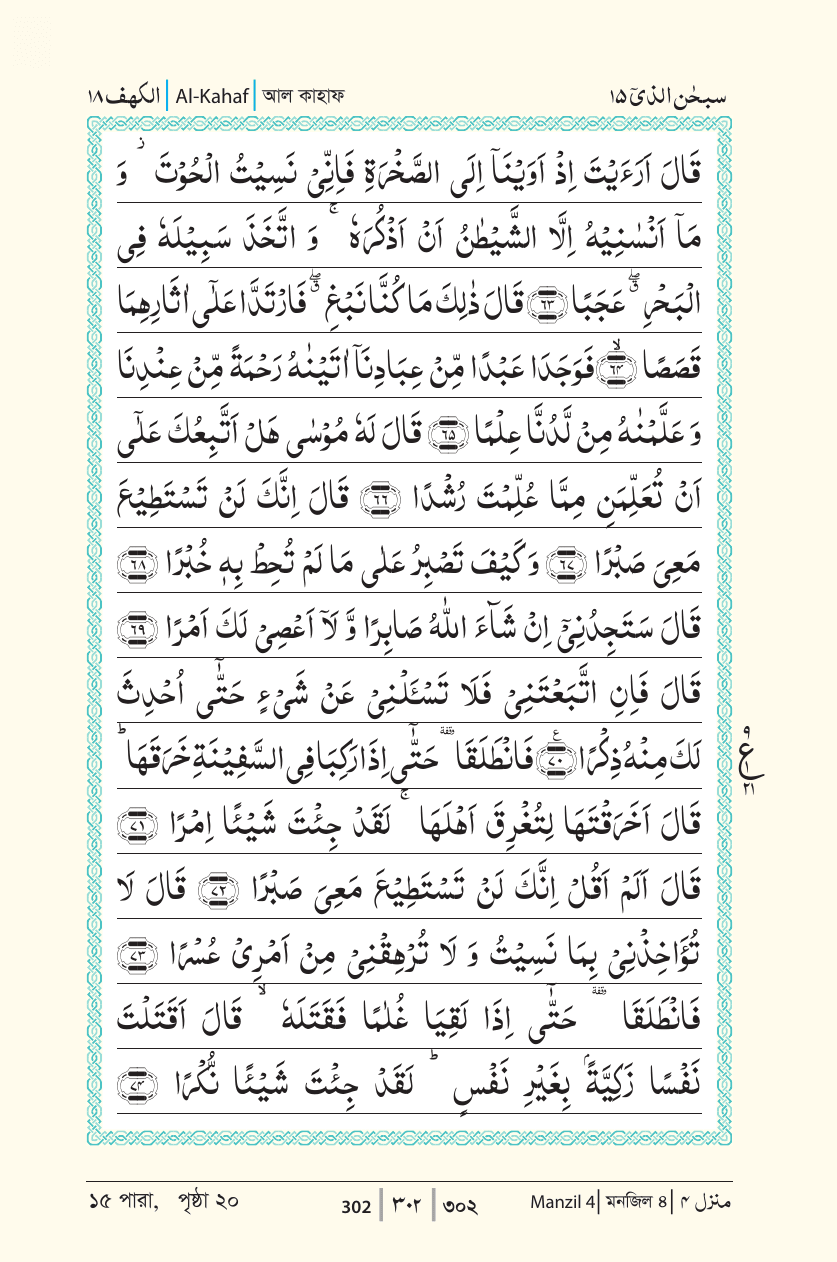 الكهف ١٨ | Al-Kahaf | আল কাহাফ سبحٰن الذیٓ ١٥
قَالَ اَرَءَيْتَ اِذْ اَوَيْنَاۤ اِلَى الصَّخْرَةِ فَاِنِّیْ نَسِيْتُ الْحُوْتَ ؗ وَ
مَاۤ اَنْسٰىنِيْهُ اِلَّا الشَّيْطٰنُ اَنْ اَذْكُرَهٗ ۚ وَ اتَّخَذَ سَبِيْلَهٗ فِی
الْبَحْرِ ۖۗ عَجَبًا ﴿٦٣﴾ قَالَ ذٰلِكَ مَا كُنَّا نَبْغِ ۖۗ فَارْتَدَّا عَلٰۤى اٰثَارِهِمَا
قَصَصًا ﴿٦٤﴾ۙ فَوَجَدَا عَبْدًا مِّنْ عِبَادِنَاۤ اٰتَيْنٰهُ رَحْمَةً مِّنْ عِنْدِنَا
وَ عَلَّمْنٰهُ مِنْ لَّدُنَّا عِلْمًا ﴿٦٥﴾ قَالَ لَهٗ مُوْسٰى هَلْ اَتَّبِعُكَ عَلٰۤى
اَنْ تُعَلِّمَنِ مِمَّا عُلِّمْتَ رُشْدًا ﴿٦٦﴾ قَالَ اِنَّكَ لَنْ تَسْتَطِيْعَ
مَعِیَ صَبْرًا ﴿٦٧﴾ وَ كَيْفَ تَصْبِرُ عَلٰى مَا لَمْ تُحِطْ بِهٖ خُبْرًا ﴿٦٨﴾
قَالَ سَتَجِدُنِیْۤ اِنْ شَآءَ اللّٰهُ صَابِرًا وَّ لَاۤ اَعْصِیْ لَكَ اَمْرًا ﴿٦٩﴾
قَالَ فَاِنِ اتَّبَعْتَنِیْ فَلَا تَسْـَٔلْنِیْ عَنْ شَیْءٍ حَتّٰۤى اُحْدِثَ
لَكَ مِنْهُ ذِكْرًا ﴿٧٠﴾ۧ فَانْطَلَقَا ٙ حَتّٰۤى اِذَا رَكِبَا فِی السَّفِيْنَةِ خَرَقَهَا ؕ
٩
ع
٢١
قَالَ اَخَرَقْتَهَا لِتُغْرِقَ اَهْلَهَا ۚ لَقَدْ جِئْتَ شَيْـًٔا اِمْرًا ﴿٧١﴾
قَالَ اَلَمْ اَقُلْ اِنَّكَ لَنْ تَسْتَطِيْعَ مَعِیَ صَبْرًا ﴿٧٢﴾ قَالَ لَا
تُؤَاخِذْنِیْ بِمَا نَسِيْتُ وَ لَا تُرْهِقْنِیْ مِنْ اَمْرِیْ عُسْرًا ﴿٧٣﴾
فَانْطَلَقَا ٙ حَتّٰۤى اِذَا لَقِيَا غُلٰمًا فَقَتَلَهٗ ۙ قَالَ اَقَتَلْتَ
نَفْسًا زَكِيَّةًۢ بِغَيْرِ نَفْسٍ ؕ لَقَدْ جِئْتَ شَيْـًٔا نُّكْرًا ﴿٧٤﴾
১৫ পারা, পৃষ্ঠা ২০ 302 | ٣٠٢ | ৩০২ Manzil 4 | মনজিল ৪ | منزل ٤